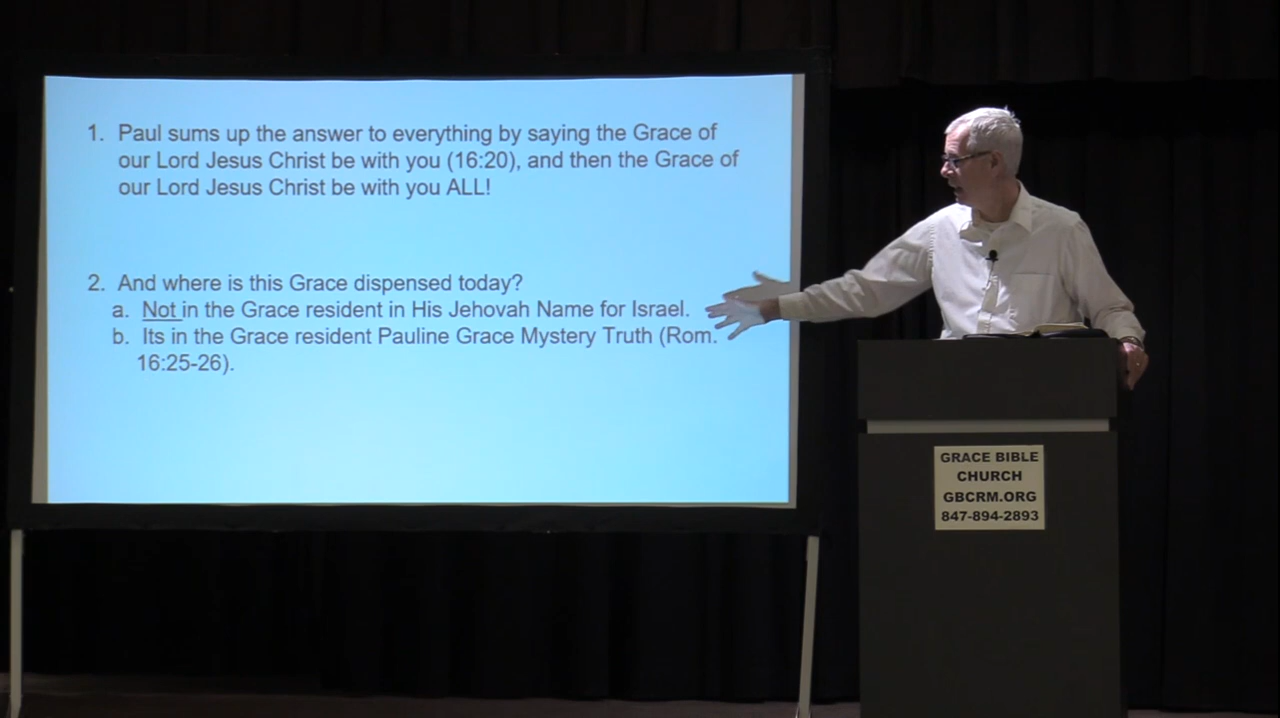 1. Paul sums up the answer to everything by saying the Grace of
our Lord Jesus Christ be with you (16:20), and then the Grace of
our Lord Jesus Christ be with you ALL!
2. And where is this Grace dispensed today?
a. Not in the Grace resident in His Jehovah Name for Israel.
b. Its in the Grace resident Pauline Grace Mystery Truth (Rom.
16:25-26).
GRACE BIBLE
CHURCH
GBCRM.ORG
847-894-2893